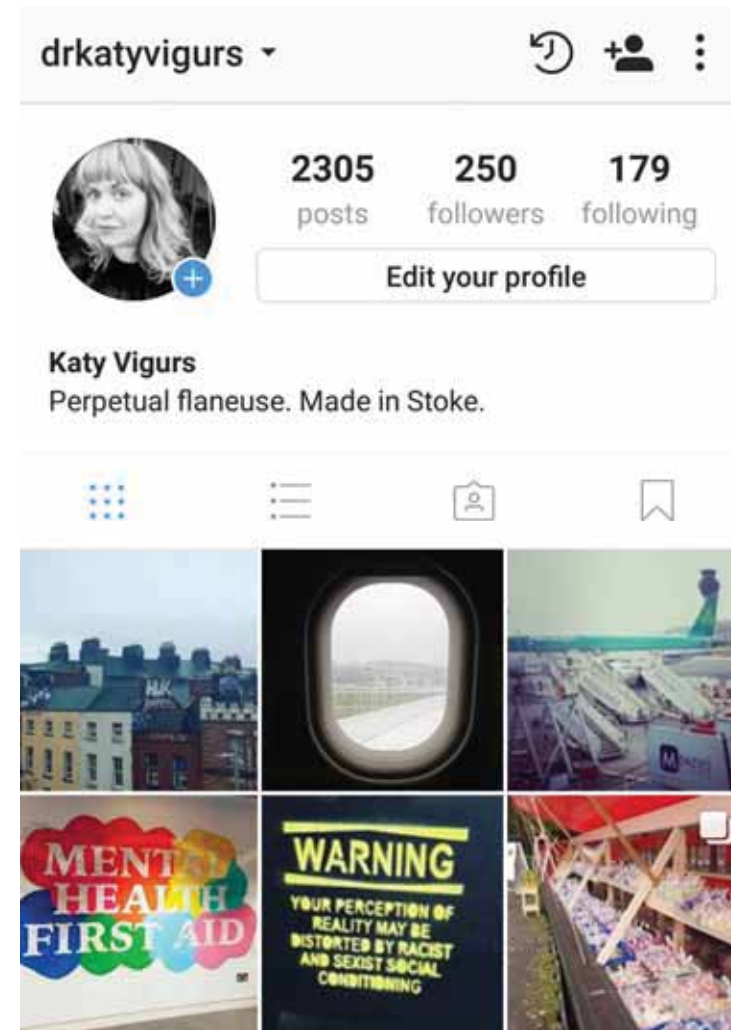 drkatyvigurs
2305 250 179
posts followers following
Edit your profile
Katy Vigurs
Perpetual flaneuse. Made in Stoke.
MENTAL
HEALTH
FIRST AID
WARNING
YOUR PERCEPTION OF
REALITY MAY BE
DISTORTED BY RACIST
AND SEXIST SOCIAL
CONDITIONING